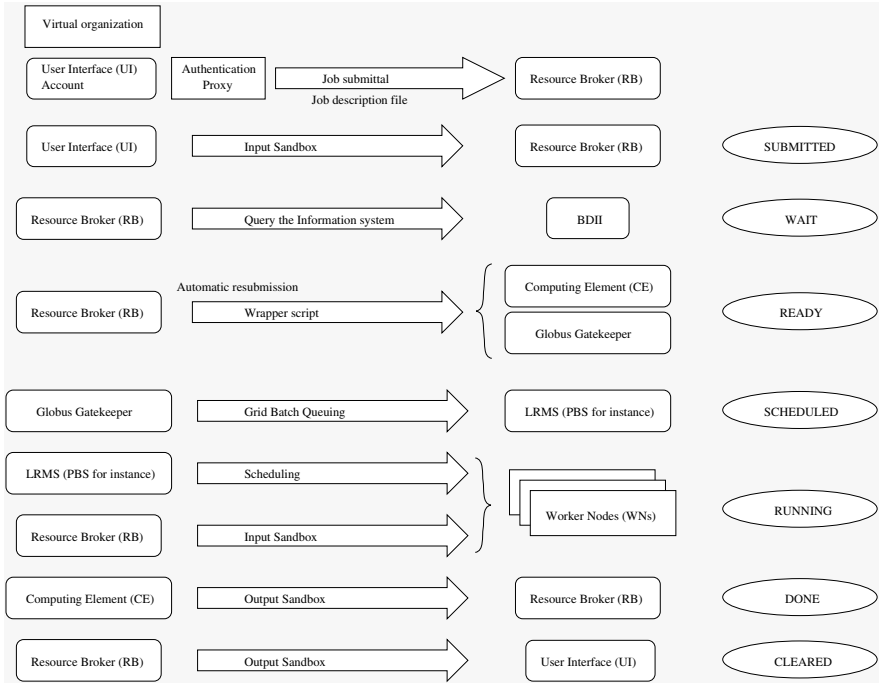 Virtual organization
User Interface (UI)
Account
Authentication
Proxy
Job submittal
Job description file
Resource Broker (RB)
User Interface (UI)
Input Sandbox
Resource Broker (RB)
SUBMITTED
Resource Broker (RB)
Query the Information system
BDII
WAIT
Resource Broker (RB)
Automatic resubmission
Wrapper script
Computing Element (CE)
Globus Gatekeeper
READY
Globus Gatekeeper
Grid Batch Queuing
LRMS (PBS for instance)
SCHEDULED
LRMS (PBS for instance)
Scheduling
Resource Broker (RB)
Input Sandbox
Worker Nodes (WNs)
RUNNING
Computing Element (CE)
Output Sandbox
Resource Broker (RB)
DONE
Resource Broker (RB)
Output Sandbox
User Interface (UI)
CLEARED